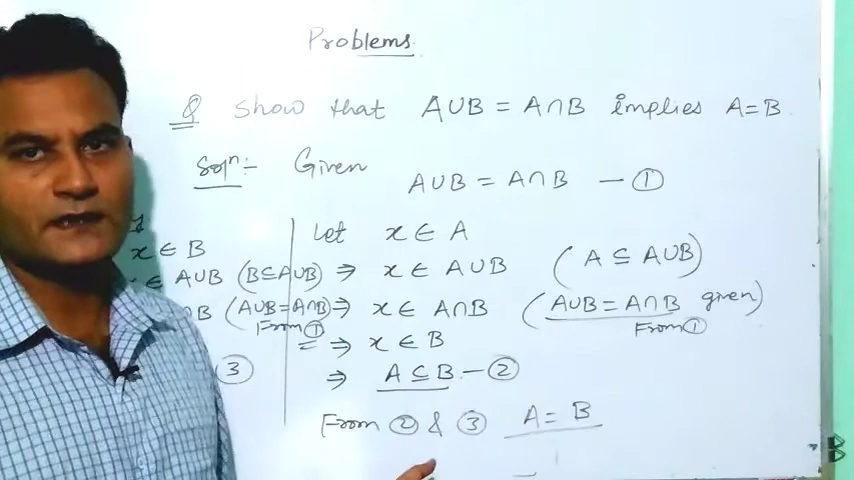 Problems
Q Show that A∪B = A∩B implies A=B
Solⁿ:- Given
A∪B = A∩B — ①
Let x ∈ A
⇒ x ∈ A∪B (A ⊆ A∪B)
⇒ x ∈ A∩B (A∪B = A∩B given)
From ①
⇒ x ∈ B
⇒ A ⊆ B — ②
x ∈ B
∈ A∪B (B⊆A∪B)
∩B (A∪B=A∩B)
From ①
③
From ② & ③ A = B